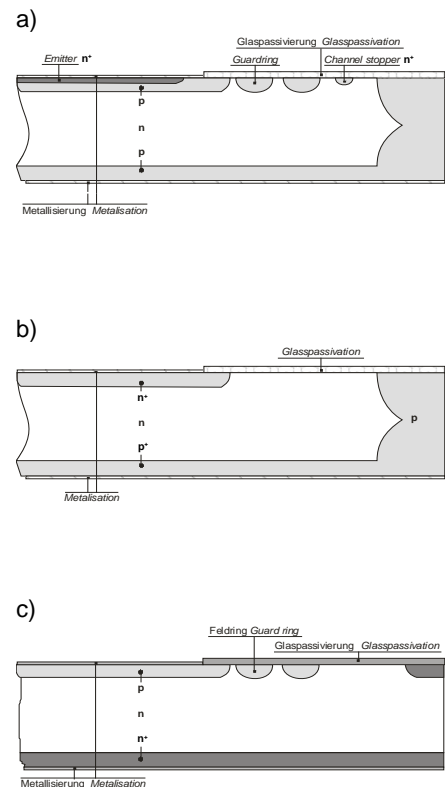 a)
Glaspassivierung Glasspassivation
Emitter n+
Guardring
Channel stopper n+
p
n
p
Metallisierung Metalisation
b)
Glasspassivation
n+
n
p+
p
Metalisation
c)
Feldring Guard ring
Glaspassivierung Glasspassivation
p
n
n+
Metallisierung Metalisation